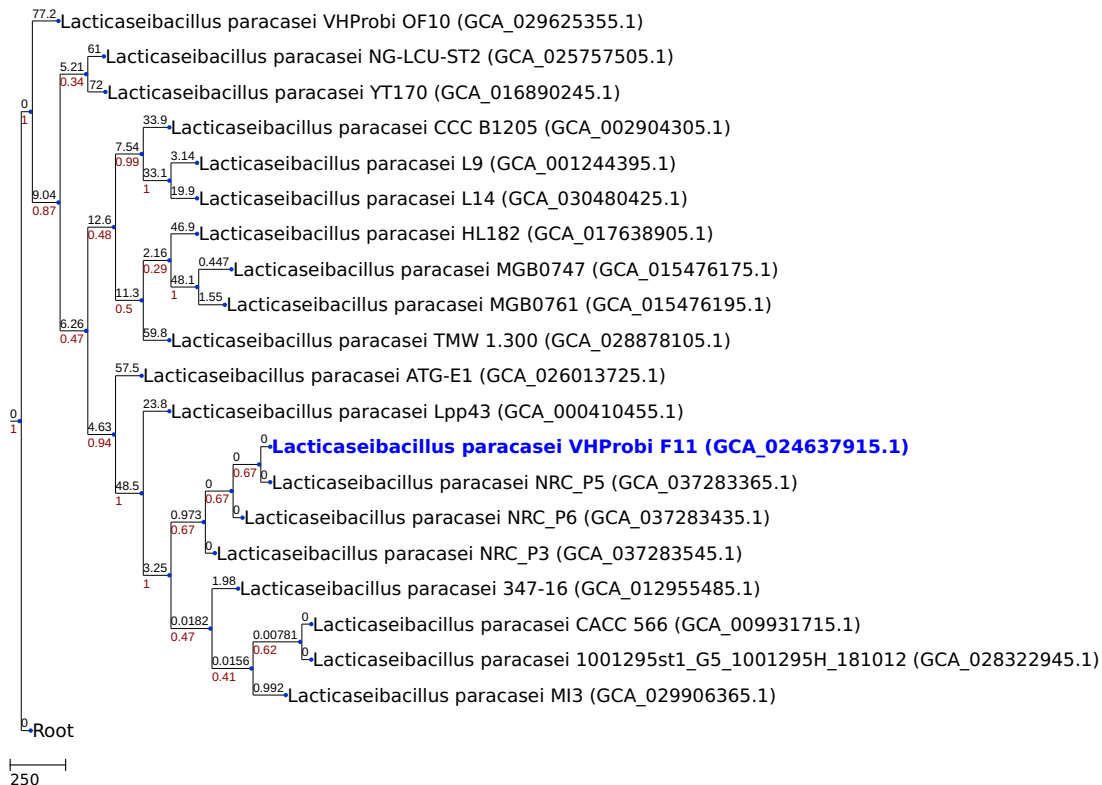 77.2 Lacticaseibacillus paracasei VHProbi OF10 (GCA_029625355.1)
61 Lacticaseibacillus paracasei NG-LCU-ST2 (GCA_025757505.1)
5.21
0.34
72 Lacticaseibacillus paracasei YT170 (GCA_016890245.1)
0
1
33.9 Lacticaseibacillus paracasei CCC B1205 (GCA_002904305.1)
7.54
0.99
3.14 Lacticaseibacillus paracasei L9 (GCA_001244395.1)
33.1
1
19.9 Lacticaseibacillus paracasei L14 (GCA_030480425.1)
9.04
0.87
12.6
0.48
46.9 Lacticaseibacillus paracasei HL182 (GCA_017638905.1)
2.16
0.29
0.447 Lacticaseibacillus paracasei MGB0747 (GCA_015476175.1)
48.1
1
1.55 Lacticaseibacillus paracasei MGB0761 (GCA_015476195.1)
11.3
0.5
6.26
0.47
59.8 Lacticaseibacillus paracasei TMW 1.300 (GCA_028878105.1)
57.5 Lacticaseibacillus paracasei ATG-E1 (GCA_026013725.1)
23.8 Lacticaseibacillus paracasei Lpp43 (GCA_000410455.1)
0
1
4.63
0.94
0 Lacticaseibacillus paracasei VHProbi F11 (GCA_024637915.1)
0
0.67
0 Lacticaseibacillus paracasei NRC_P5 (GCA_037283365.1)
48.5
1
0
0.67
0 Lacticaseibacillus paracasei NRC_P6 (GCA_037283435.1)
0.973
0.67
0 Lacticaseibacillus paracasei NRC_P3 (GCA_037283545.1)
3.25
1
1.98 Lacticaseibacillus paracasei 347-16 (GCA_012955485.1)
0.0182
0.47
0 Lacticaseibacillus paracasei CACC 566 (GCA_009931715.1)
0.00781
0.62
0 Lacticaseibacillus paracasei 1001295st1_G5_1001295H_181012 (GCA_028322945.1)
0.0156
0.41
0.992 Lacticaseibacillus paracasei MI3 (GCA_029906365.1)
0 Root
250